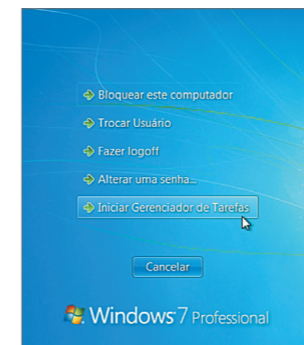 Bloquear este computador
Trocar Usuário
Fazer logoff
Alterar uma senha...
Iniciar Gerenciador de Tarefas
Cancelar
Windows 7 Professional